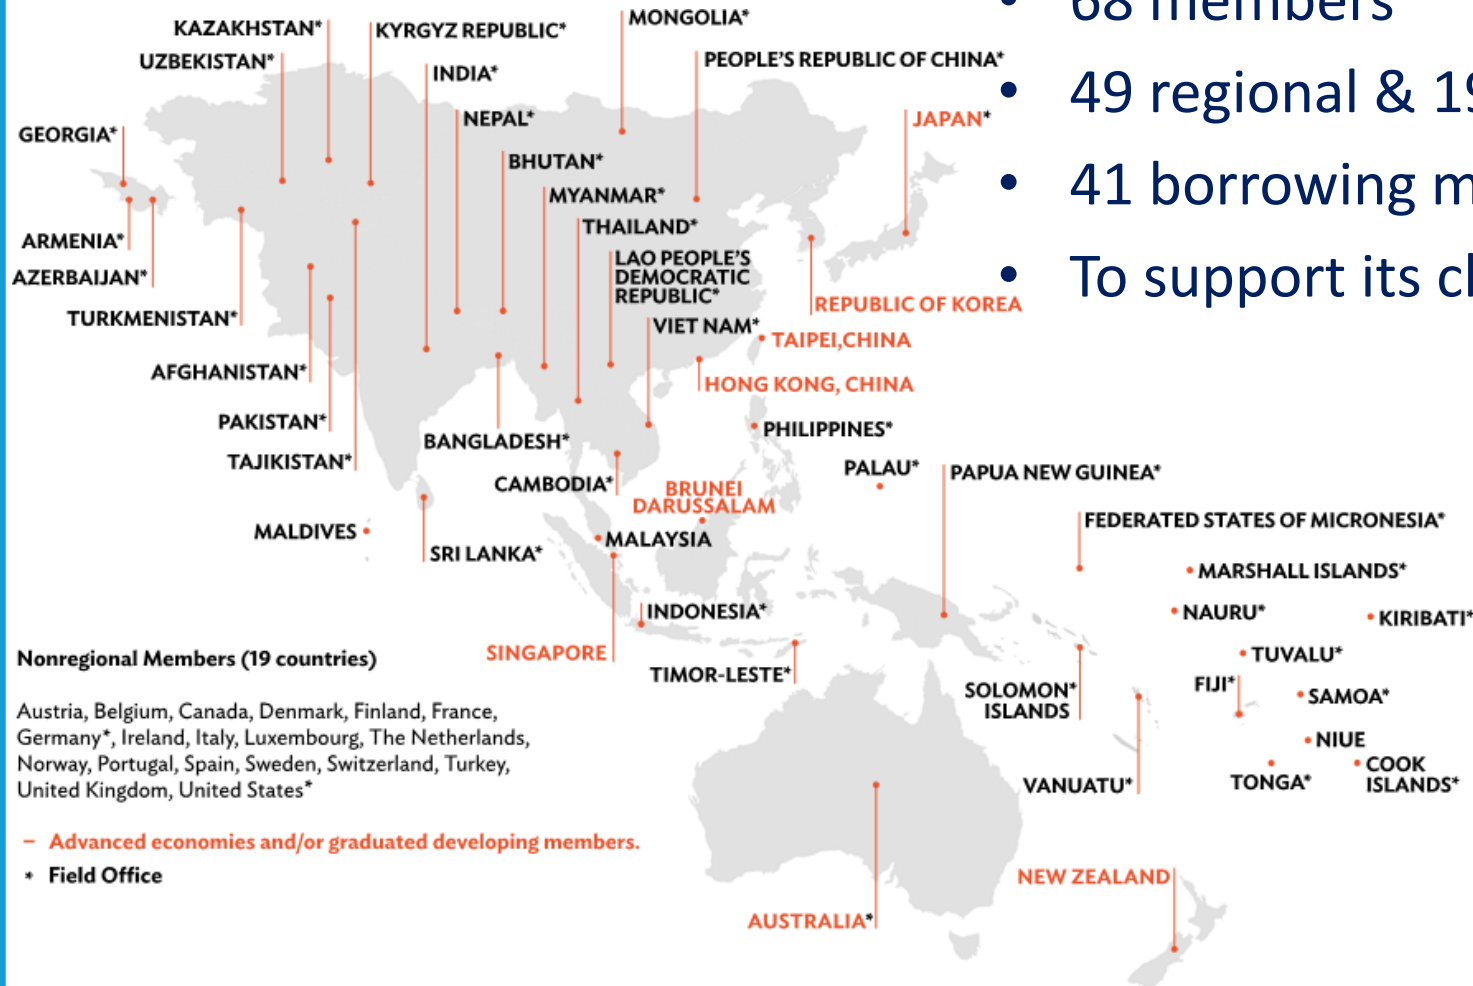 KAZAKHSTAN*
UZBEKISTAN*
KYRGYZ REPUBLIC*
INDIA*
MONGOLIA*
PEOPLE'S REPUBLIC OF CHINA*
GEORGIA*
NEPAL*
BHUTAN*
MYANMAR*
THAILAND*
LAO PEOPLE'S
DEMOCRATIC
REPUBLIC*
VIET NAM*
JAPAN*
ARMENIA*
AZERBAIJAN*
TURKMENISTAN*
AFGHANISTAN*
PAKISTAN*
TAJIKISTAN*
REPUBLIC OF KOREA
TAIPEI,CHINA
HONG KONG, CHINA
BANGLADESH*
CAMBODIA*
PHILIPPINES*
PALAU*
PAPUA NEW GUINEA*
BRUNEI
DARUSSALAM
MALDIVES
SRI LANKA*
MALAYSIA
FEDERATED STATES OF MICRONESIA*
MARSHALL ISLANDS*
INDONESIA*
NAURU*
KIRIBATI*
SINGAPORE
TIMOR-LESTE*
TUVALU*
SOLOMON*
ISLANDS
FIJI*
SAMOA*
NIUE
VANUATU*
TONGA*
COOK
ISLANDS*
AUSTRALIA*
NEW ZEALAND
Nonregional Members (19 countries)
Austria, Belgium, Canada, Denmark, Finland, France,
Germany*, Ireland, Italy, Luxembourg, The Netherlands,
Norway, Portugal, Spain, Sweden, Switzerland, Turkey,
United Kingdom, United States*
– Advanced economies and/or graduated developing members.
* Field Office
• 68 members
• 49 regional & 19
• 41 borrowing
• To support its